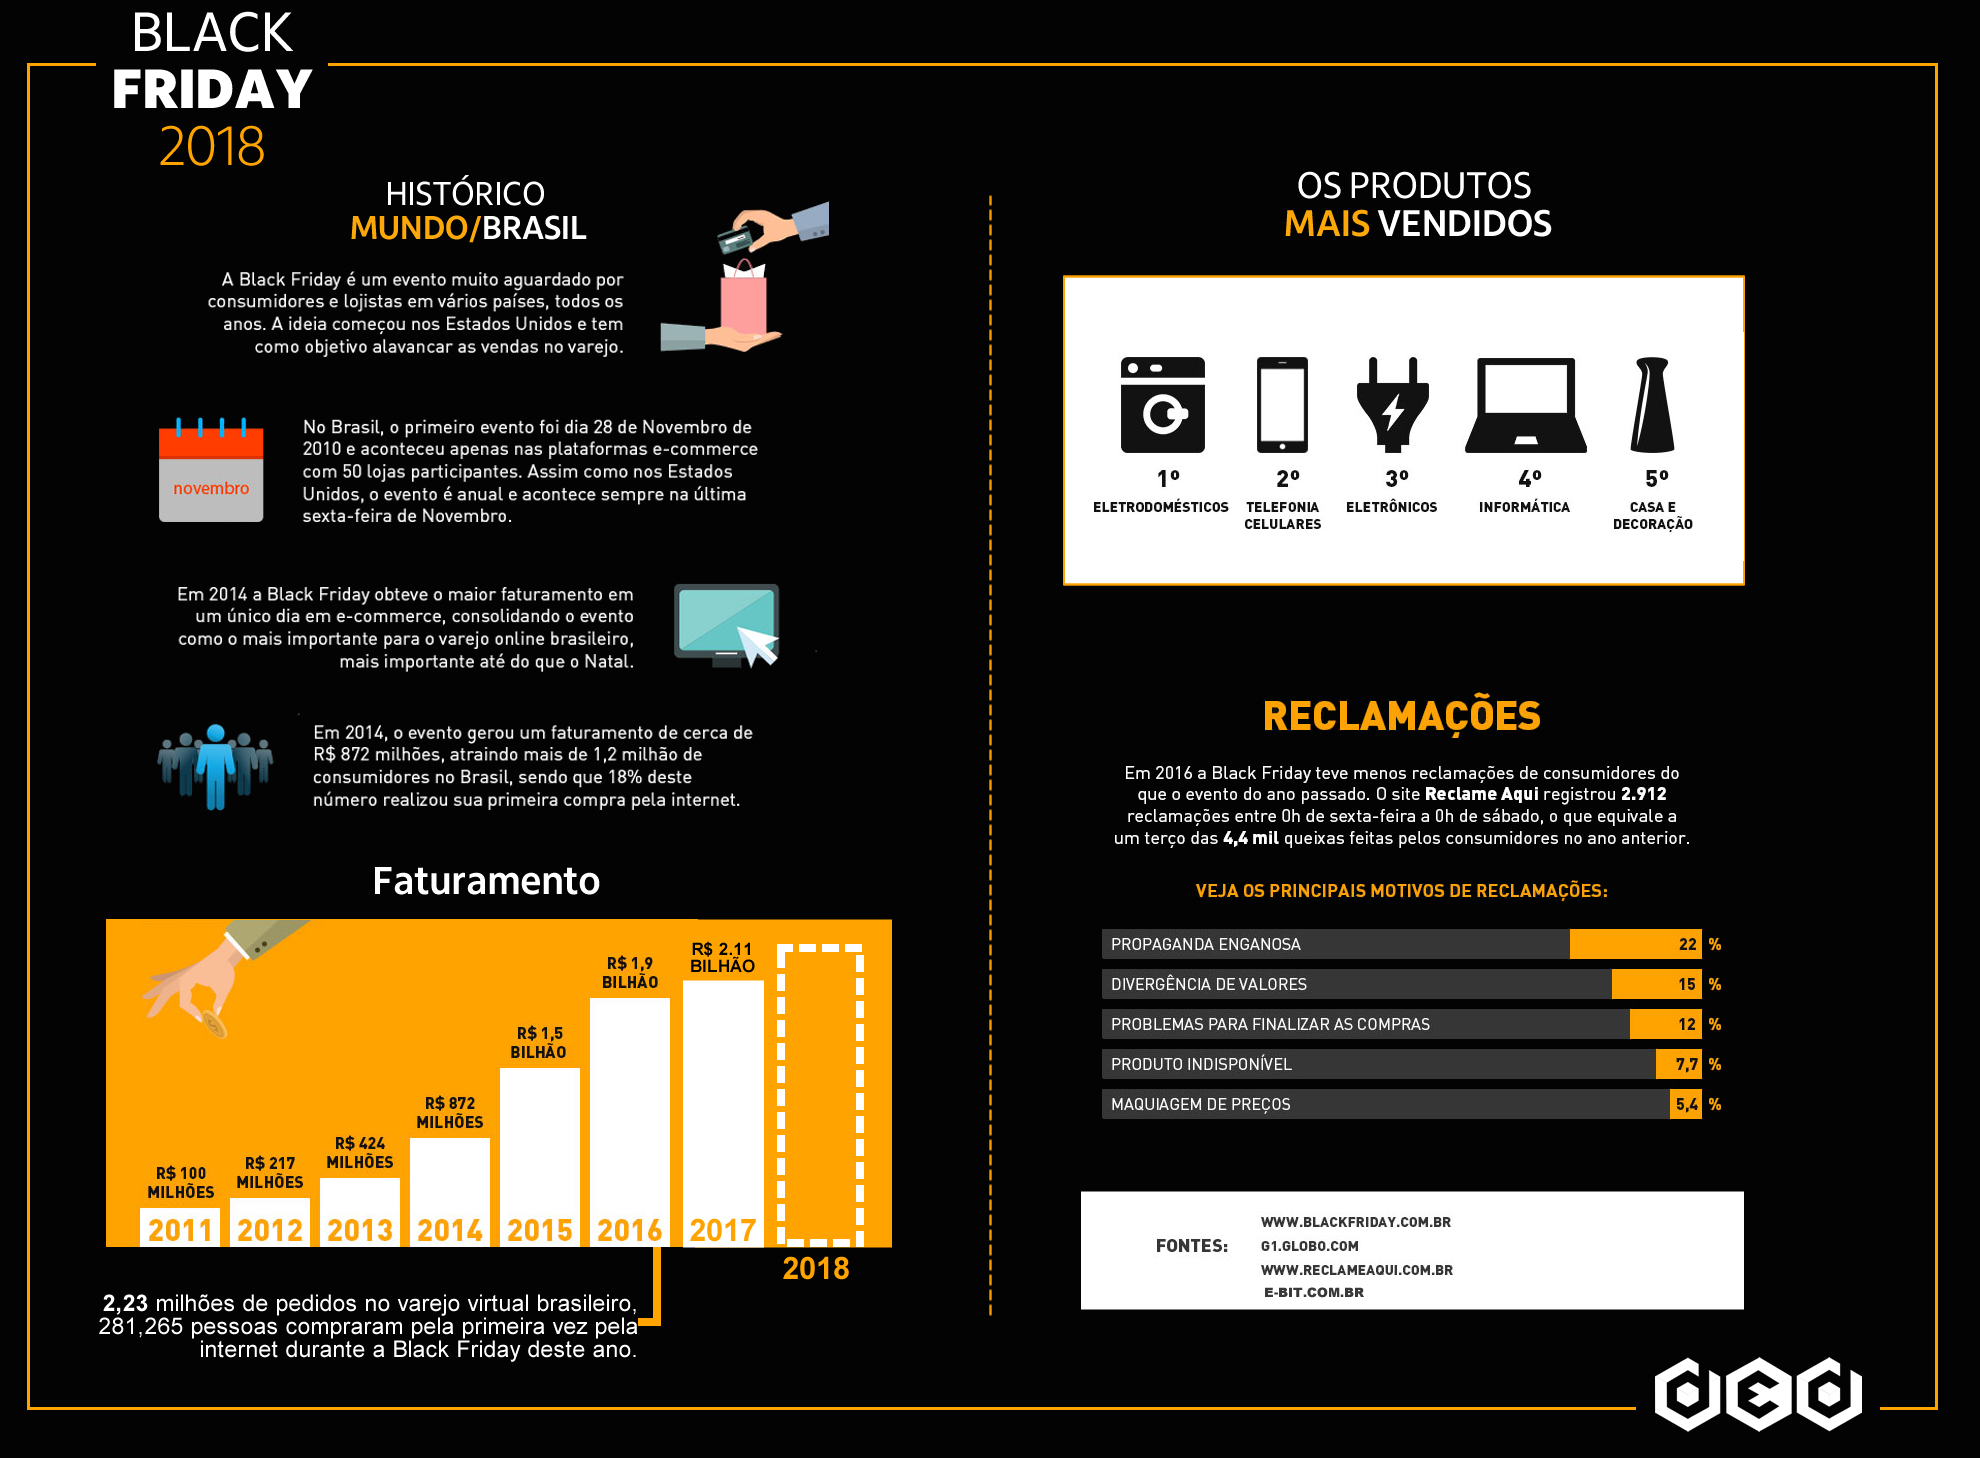 BLACK
FRIDAY
2018
HISTÓRICO
MUNDO/BRASIL
A Black Friday é um evento muito aguardado por
consumidores e lojistas em vários países, todos os
anos. A ideia começou nos Estados Unidos e tem
como objetivo alavancar as vendas no varejo.
novembro
No Brasil, o primeiro evento foi dia 28 de Novembro de
2010 e aconteceu apenas nas plataformas e-commerce
com 50 lojas participantes. Assim como nos Estados
Unidos, o evento é anual e acontece sempre na última
sexta-feira de Novembro.
Em 2014 a Black Friday obteve o maior faturamento em
um único dia em e-commerce, consolidando o evento
como o mais importante para o varejo online brasileiro,
mais importante até do que o Natal.
Em 2014, o evento gerou um faturamento de cerca de
R$ 872 milhões, atraindo mais de 1,2 milhão de
consumidores no Brasil, sendo que 18% deste
número realizou sua primeira compra pela internet.
Faturamento
R$ 100
MILHÕES
2011
R$ 217
MILHÕES
2012
R$ 424
MILHÕES
2013
R$ 872
MILHÕES
2014
R$ 1,5
BILHÃO
2015
R$ 1,9
BILHÃO
2016
R$ 2.11
BILHÃO
2017
2018
2,23 milhões de pedidos no varejo virtual brasileiro,
281,265 pessoas compraram pela primeira vez pela
internet durante a Black Friday deste ano.
OS PRODUTOS
MAIS VENDIDOS
1º
ELETRODOMÉSTICOS
2º
TELEFONIA
CELULARES
3º
ELETRÔNICOS
4º
INFORMÁTICA
5º
CASA E
DECORAÇÃO
RECLAMAÇÕES
Em 2016 a Black Friday teve menos reclamações de consumidores do
que o evento do ano passado. O site Reclame Aqui registrou 2.912
reclamações entre 0h de sexta-feira a 0h de sábado, o que equivale a
um terço das 4,4 mil queixas feitas pelos consumidores no ano anterior.
VEJA OS PRINCIPAIS MOTIVOS DE RECLAMAÇÕES:
PROPAGANDA ENGANOSA 22 %
DIVERGÊNCIA DE VALORES 15 %
PROBLEMAS PARA FINALIZAR AS COMPRAS 12 %
PRODUTO INDISPONÍVEL 7,7 %
MAQUIAGEM DE PREÇOS 5,4 %
FONTES:
WWW.BLACKFRIDAY.COM.BR
G1.GLOBO.COM
WWW.RECLAMEAQUI.COM.BR
E-BIT.COM.BR
ded